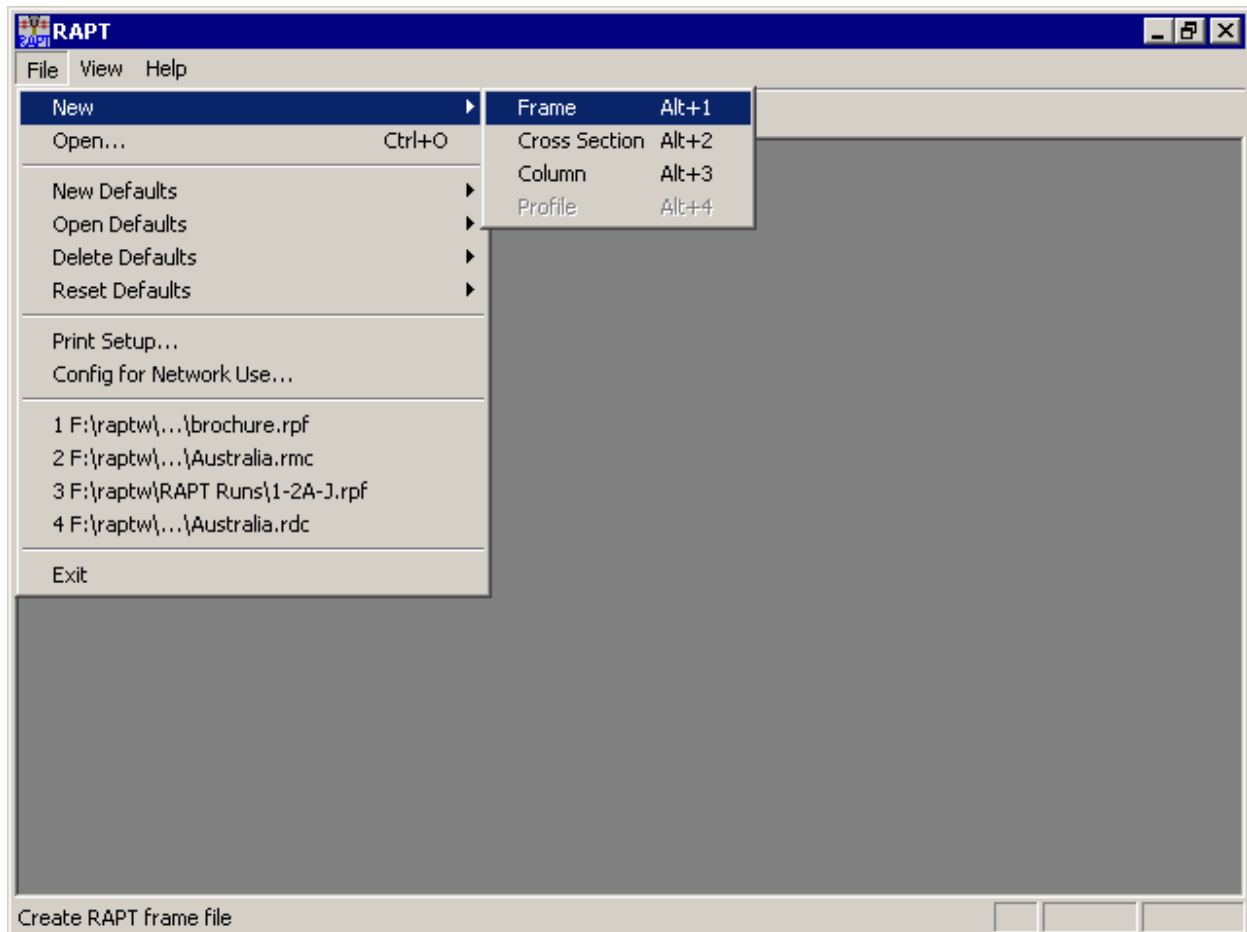 RAPT
File View Help
New
Open... Ctrl+O
New Defaults
Open Defaults
Delete Defaults
Reset Defaults
Print Setup...
Config for Network Use...
1 F:\raptw\...\brochure.rpf
2 F:\raptw\...\Australia.rmc
3 F:\raptw\RAPT Runs\1-2A-J.rpf
4 F:\raptw\...\Australia.rdc
Exit
Frame Alt+1
Cross Section Alt+2
Column Alt+3
Profile Alt+4
Create RAPT frame file